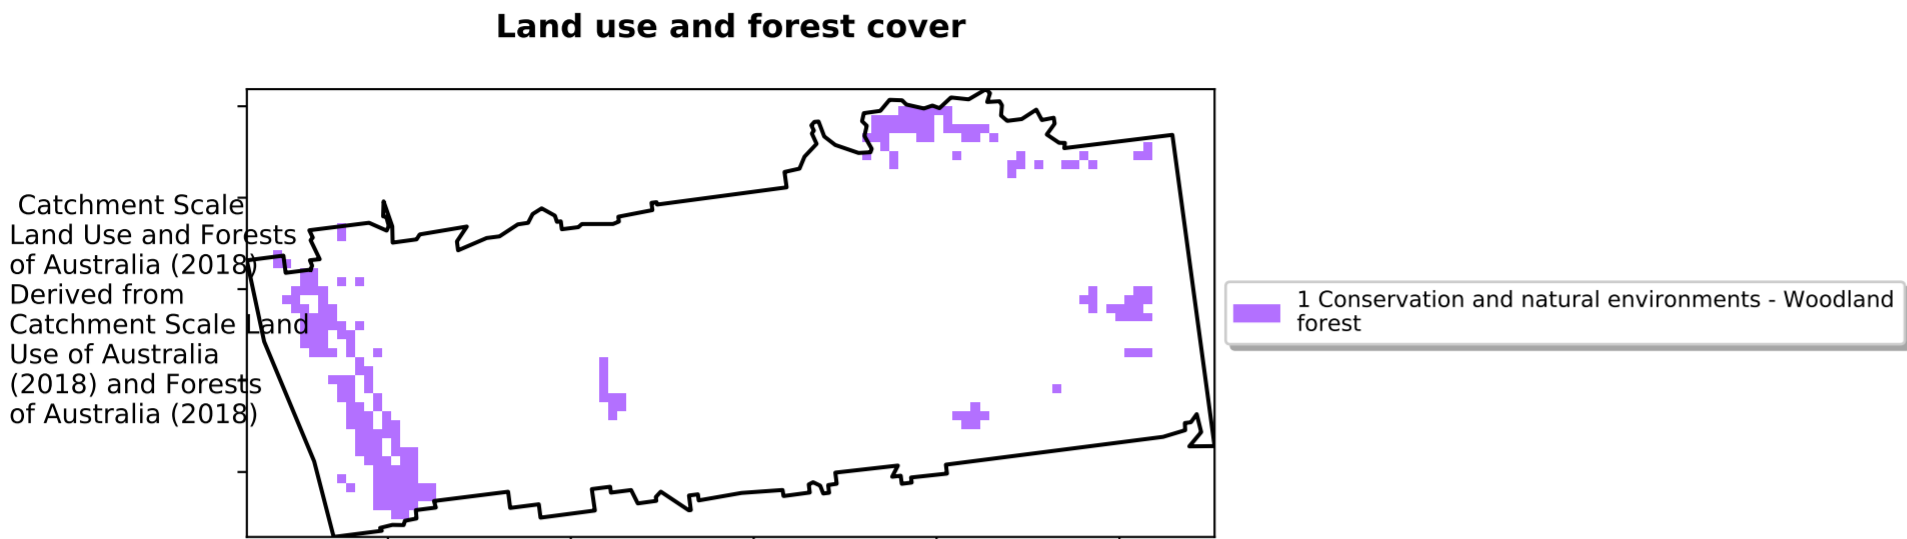 Land use and forest cover
Catchment Scale
Land Use and Forests
of Australia (2018)
Derived from
Catchment Scale Land
Use of Australia
(2018) and Forests
of Australia (2018)
1 Conservation and natural environments - Woodland
forest